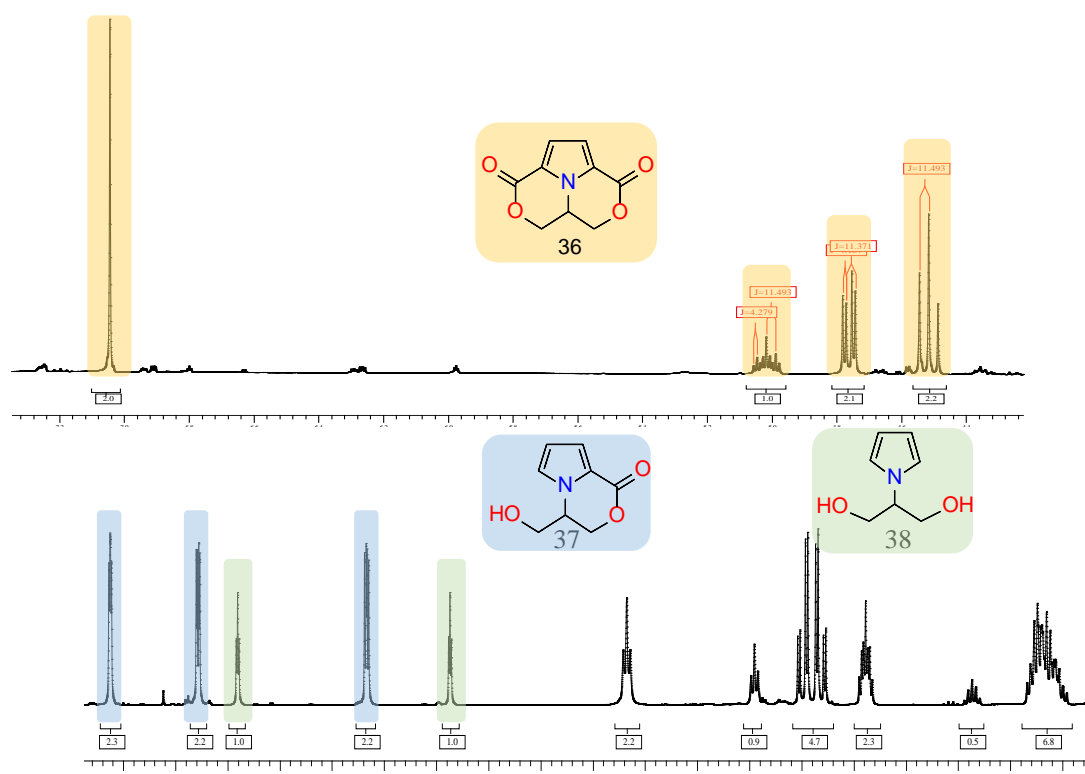 J=11.493
O O
N
O O
36
J=11.371
J=11.493
J=4.279
2.0 1.0 2.1 2.2
O
N
HO O
37
N
HO OH
38
2.3 2.2 1.0 2.2 1.0 2.2 0.9 4.7 2.3 0.5 6.8